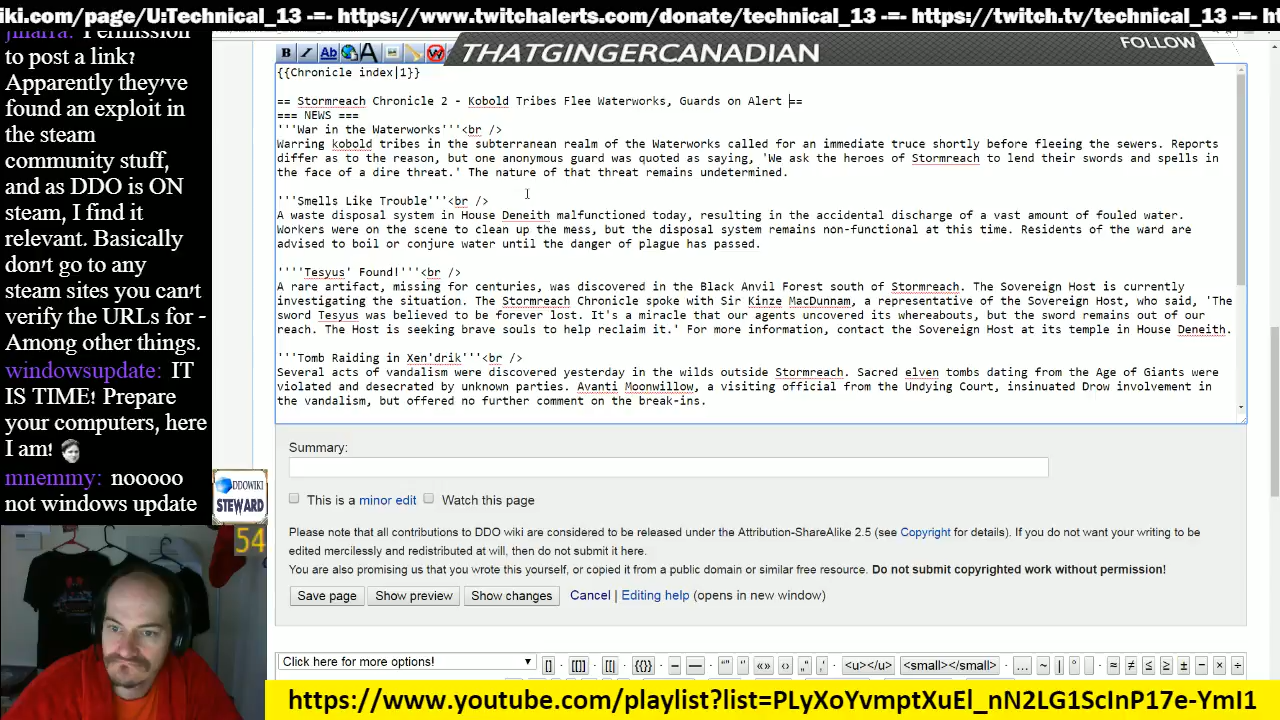 wiki.com/page/U:Technical_13 -=- https://www.twitchalerts.com/donate/technical_13 -=- https://twitch.tv/technical_13 -=-
jmarra: Permission
to post a link?
Apparently they've
found an exploit in
the steam
community stuff,
and as DDO is ON
steam, I find it
relevant. Basically
don't go to any
steam sites you can't
verify the URLs for -
Among other things.
windowsupdate: IT
IS TIME! Prepare
your computers, here
I am!
mnemmy: nooooo
not windows update
DDOWIKI
STEWARD
54
THATGINGERCANADIAN
FOLLOW
B I Ab A W
{{Chronicle index|1}}
== Stormreach Chronicle 2 - Kobold Tribes Flee Waterworks, Guards on Alert ==
=== NEWS ===
'''War in the Waterworks'''<br />
Warring kobold tribes in the subterranean realm of the Waterworks called for an immediate truce shortly before fleeing the sewers. Reports
differ as to the reason, but one anonymous guard was quoted as saying, 'We ask the heroes of Stormreach to lend their swords and spells in
the face of a dire threat.' The nature of that threat remains undetermined.
'''Smells Like Trouble'''<br />
A waste disposal system in House Deneith malfunctioned today, resulting in the accidental discharge of a vast amount of fouled water.
Workers were on the scene to clean up the mess, but the disposal system remains non-functional at this time. Residents of the ward are
advised to boil or conjure water until the danger of plague has passed.
''''Tesyus' Found!'''<br />
A rare artifact, missing for centuries, was discovered in the Black Anvil Forest south of Stormreach. The Sovereign Host is currently
investigating the situation. The Stormreach Chronicle spoke with Sir Kinze MacDunnam, a representative of the Sovereign Host, who said, 'The
sword Tesyus was believed to be forever lost. It's a miracle that our agents uncovered its whereabouts, but the sword remains out of our
reach. The Host is seeking brave souls to help reclaim it.' For more information, contact the Sovereign Host at its temple in House Deneith.
'''Tomb Raiding in Xen'drik'''<br />
Several acts of vandalism were discovered yesterday in the wilds outside Stormreach. Sacred elven tombs dating from the Age of Giants were
violated and desecrated by unknown parties. Avanti Moonwillow, a visiting official from the Undying Court, insinuated Drow involvement in
the vandalism, but offered no further comment on the break-ins.
Summary:
This is a minor edit Watch this page
Please note that all contributions to DDO wiki are considered to be released under the Attribution-ShareAlike 2.5 (see Copyright for details). If you do not want your writing to be
edited mercilessly and redistributed at will, then do not submit it here.
You are also promising us that you wrote this yourself, or copied it from a public domain or similar free resource. Do not submit copyrighted work without permission!
Save page Show preview Show changes Cancel | Editing help (opens in new window)
Click here for more options! [] · [[]] · [[| · {{}} · – · — · “” · ‘’ · «» · ‹› · „“ · ‚‘ · <u></u> · <small></small> · … · ~ · | · ° · · ≈ · ≠ · ≤ · ≥ · ± · − · × · ÷
https://www.youtube.com/playlist?list=PLyXoYvmptXuEl_nN2LG1ScInP17e-YmI1